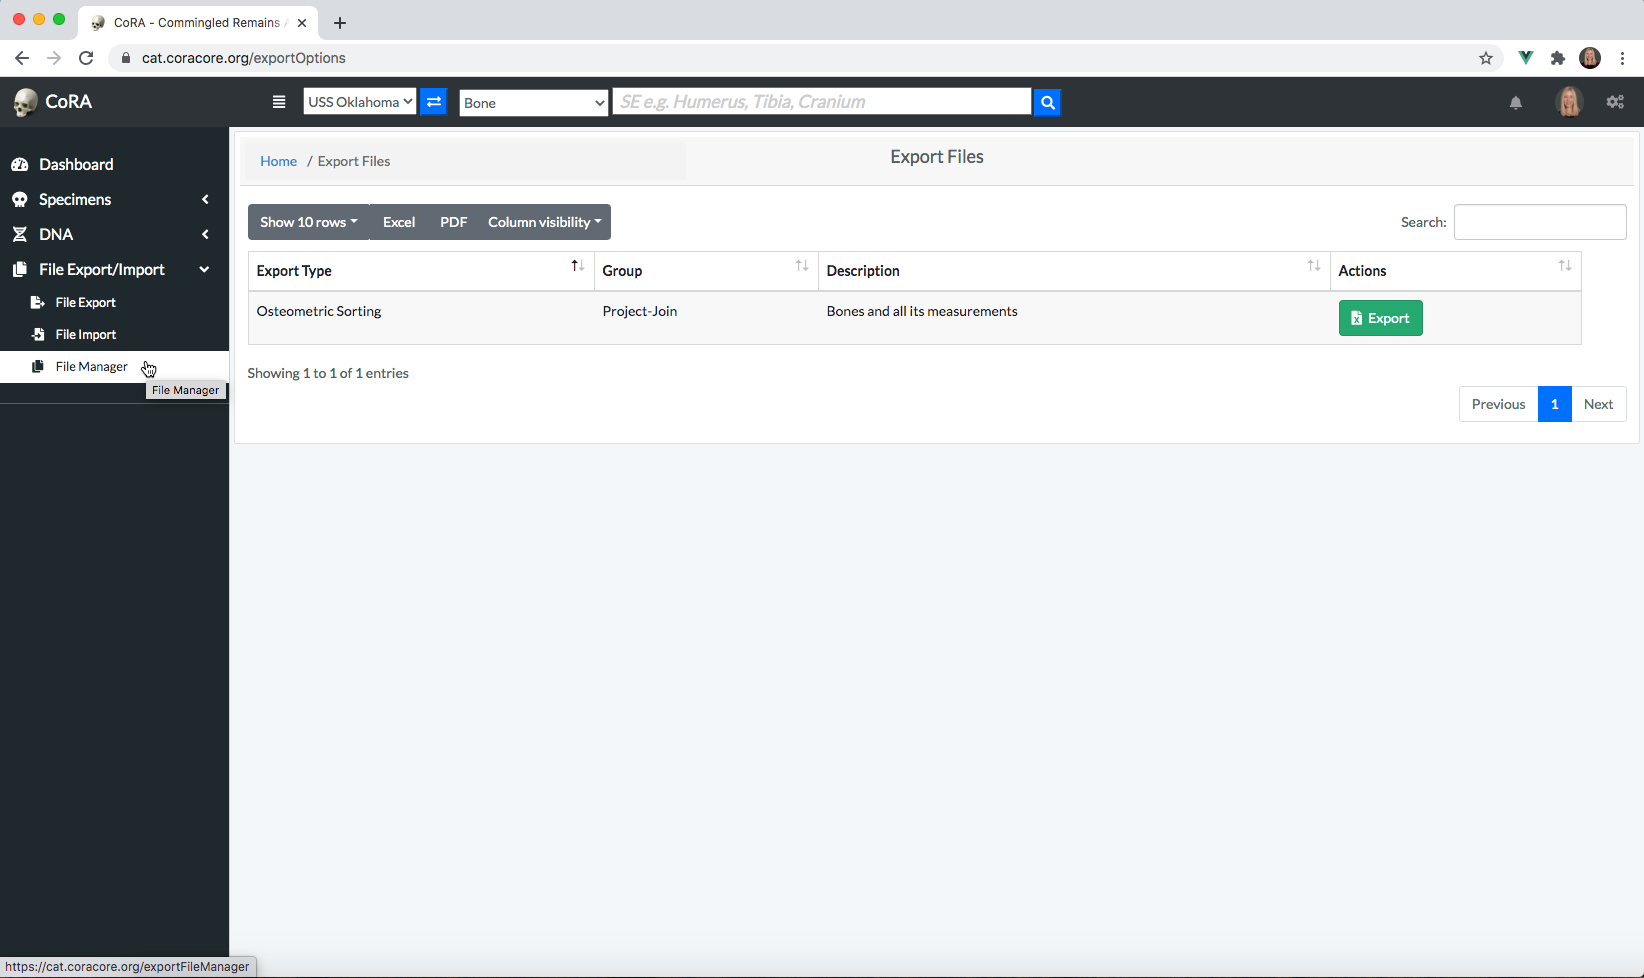 CoRA - Commingled Remains A
cat.coracore.org/exportOptions
CoRA
USS Oklahoma
Bone
SE e.g. Humerus, Tibia, Cranium
Dashboard
Specimens
DNA
File Export/Import
File Export
File Import
File Manager
File Manager
Home / Export Files
Export Files
Show 10 rows Excel PDF Column visibility
Search:
Export Type Group Description Actions
Osteometric Sorting Project-Join Bones and all its measurements Export
Showing 1 to 1 of 1 entries
Previous 1 Next
https://cat.coracore.org/exportFileManager